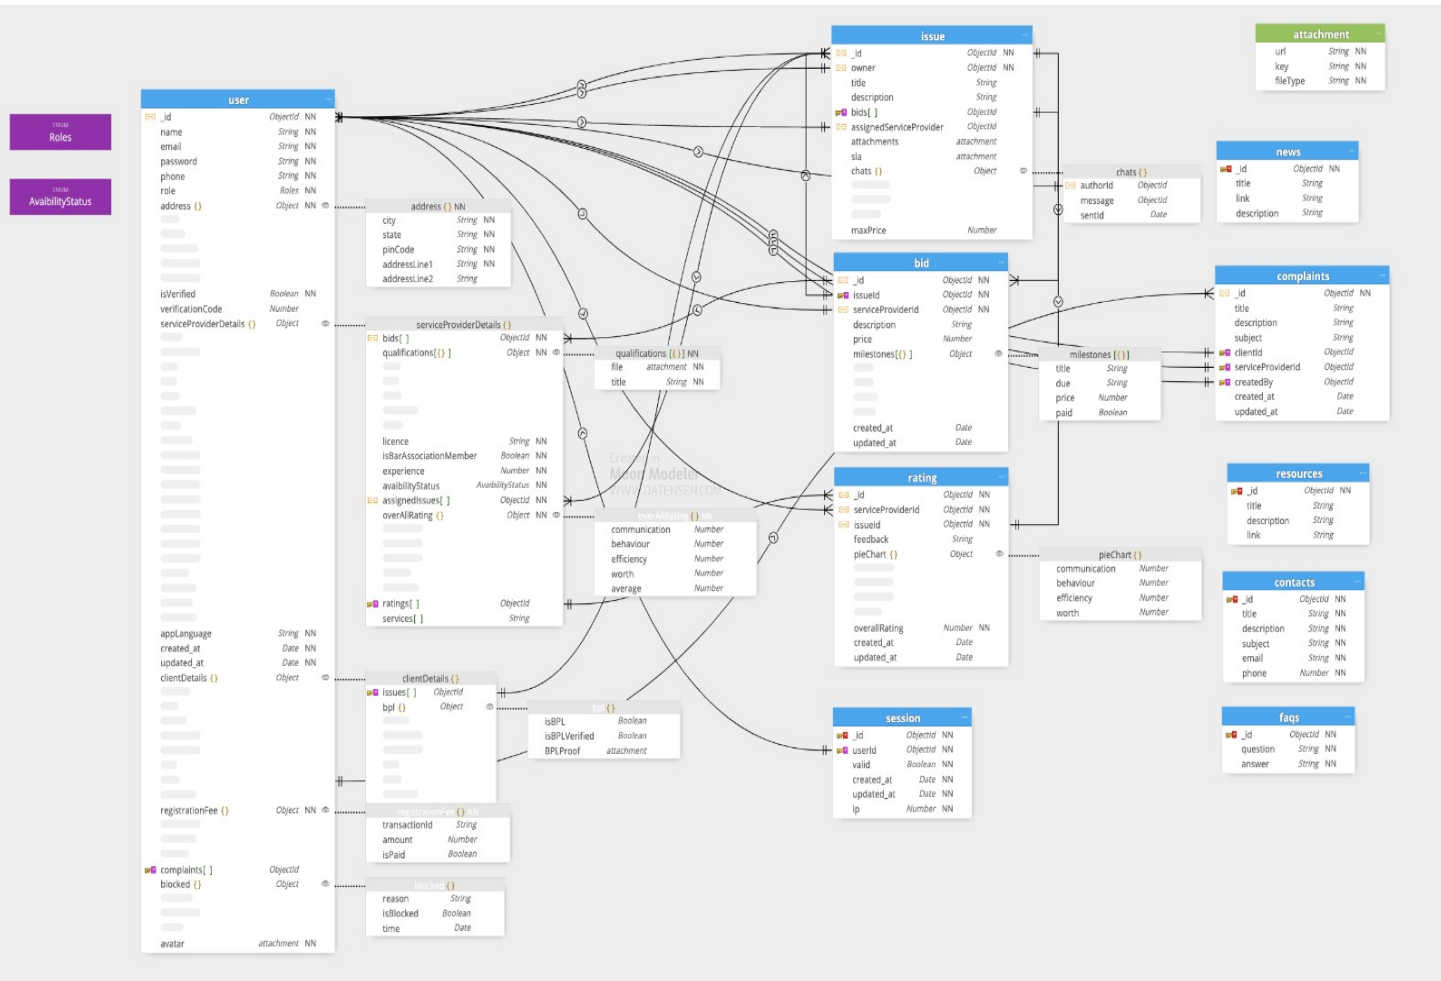 ENUM
Roles
ENUM
AvaibilityStatus
user
_id ObjectId NN
name String NN
email String NN
password String NN
phone String NN
role Roles NN
address {} Object NN
isVerified Boolean NN
verificationCode Number
serviceProviderDetails {} Object
appLanguage String NN
created_at Date NN
updated_at Date NN
clientDetails {} Object
registrationFee {} Object NN
complaints[ ] ObjectId
blocked {} Object
avatar attachment NN
address {} NN
city String NN
state String NN
pinCode String NN
addressLine1 String NN
addressLine2 String
serviceProviderDetails {}
bids[ ] ObjectId NN
qualifications[{} ] Object NN
licence String NN
isBarAssociationMember Boolean NN
experience Number NN
avaibilityStatus AvaibilityStatus NN
assignedIssues[ ] ObjectId NN
overAllRating {} Object NN
ratings[ ] ObjectId
services[ ] String
qualifications [{}] NN
file attachment NN
title String NN
Created in
Moon Modeler
WWW.DATENSEN.COM
overAllRating {} NN
communication Number
behaviour Number
efficiency Number
worth Number
average Number
clientDetails {}
issues[ ] ObjectId
bpl {} Object
bpl {}
isBPL Boolean
isBPLVerified Boolean
BPLProof attachment
registrationFee {} NN
transactionId String
amount Number
isPaid Boolean
blocked {}
reason String
isBlocked Boolean
time Date
issue
_id ObjectId NN
owner ObjectId NN
title String
description String
bids[ ] ObjectId
assignedServiceProvider ObjectId
attachments attachment
sla attachment
chats {} Object
maxPrice Number
chats {}
authorId ObjectId
message ObjectId
sentId Date
bid
_id ObjectId NN
issueId ObjectId NN
serviceProviderId ObjectId NN
description String
price Number
milestones[{} ] Object
created_at Date
updated_at Date
milestones [{}]
title String
due String
price Number
paid Boolean
rating
_id ObjectId NN
serviceProviderId ObjectId NN
issueId ObjectId NN
feedback String
pieChart {} Object
overallRating Number NN
created_at Date
updated_at Date
pieChart {}
communication Number
behaviour Number
efficiency Number
worth Number
session
_id ObjectId NN
userId ObjectId NN
valid Boolean NN
created_at Date NN
updated_at Date NN
ip Number NN
attachment
url String NN
key String NN
fileType String NN
news
_id ObjectId NN
title String
link String
description String
complaints
_id ObjectId NN
title String
description String
subject String
clientId ObjectId
serviceProviderId ObjectId
createdBy ObjectId
created_at Date
updated_at Date
resources
_id ObjectId NN
title String
description String
link String
contacts
_id ObjectId NN
title String NN
description String NN
subject String NN
email String NN
phone Number NN
faqs
_id ObjectId NN
question String NN
answer String NN